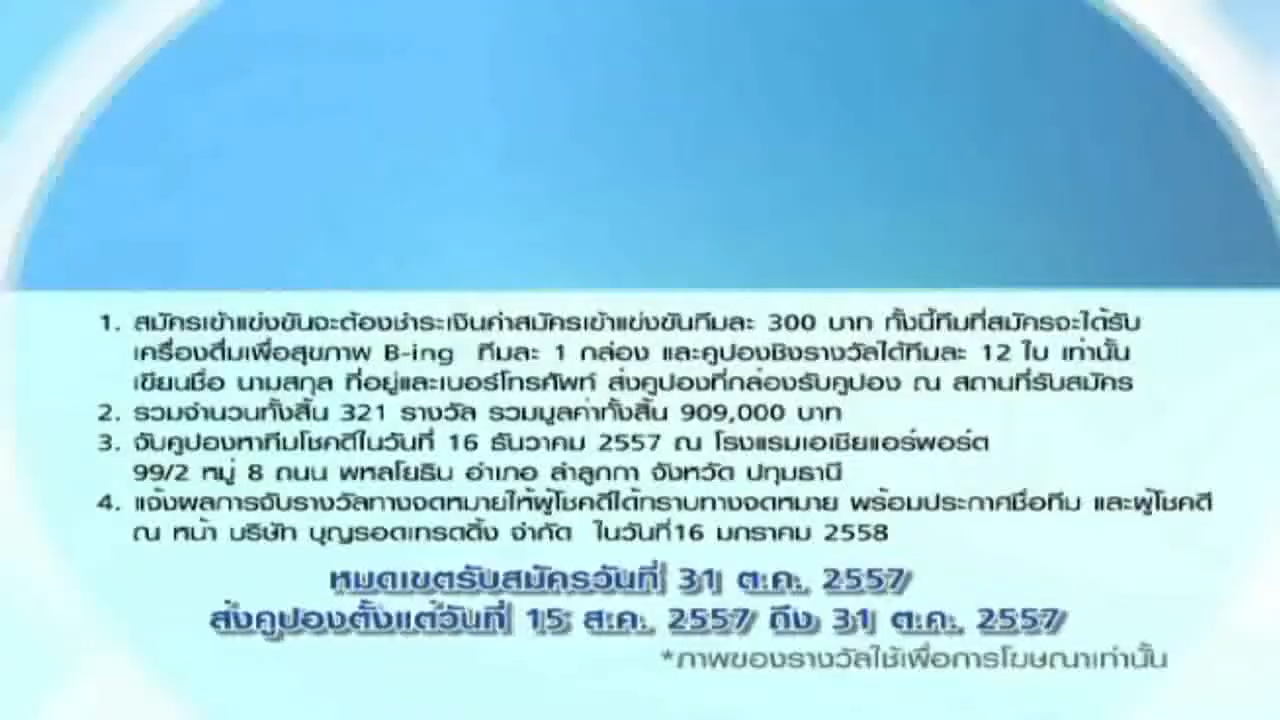 1. สมัครเข้าแข่งขันจะต้องชำระเงินค่าสมัครเข้าแข่งขันทีมละ 300 บาท ทั้งนี้ทีมที่สมัครจะได้รับ
เครื่องดื่มเพื่อสุขภาพ B-ing ทีมละ 1 กล่อง และคูปองชิงรางวัลได้ทีมละ 12 ใบ เท่านั้น
เขียนชื่อ นามสกุล ที่อยู่และเบอร์โทรศัพท์ ส่งคูปองที่กล่องรับคูปอง ณ สถานที่รับสมัคร
2. รวมจำนวนทั้งสิ้น 321 รางวัล รวมมูลค่าทั้งสิ้น 909,000 บาท
3. จับคูปองหาทีมโชคดีในวันที่ 16 ธันวาคม 2557 ณ โรงแรมเอเชียแอร์พอร์ต
99/2 หมู่ 8 ถนน พหลโยธิน อำเภอ ลำลูกกา จังหวัด ปทุมธานี
4. แจ้งผลการจับรางวัลทางจดหมายให้ผู้โชคดีได้ทราบทางจดหมาย พร้อมประกาศชื่อทีม และผู้โชคดี
ณ หน้า บริษัท บุญรอดเทรดดิ้ง จำกัด ในวันที่16 มกราคม 2558
หมดเขตรับสมัครวันที่ 31 ต.ค. 2557
ส่งคูปองตั้งแต่วันที่ 15 ส.ค. 2557 ถึง 31 ต.ค. 2557
*ภาพของรางวัลใช้เพื่อการโฆษณาเท่านั้น